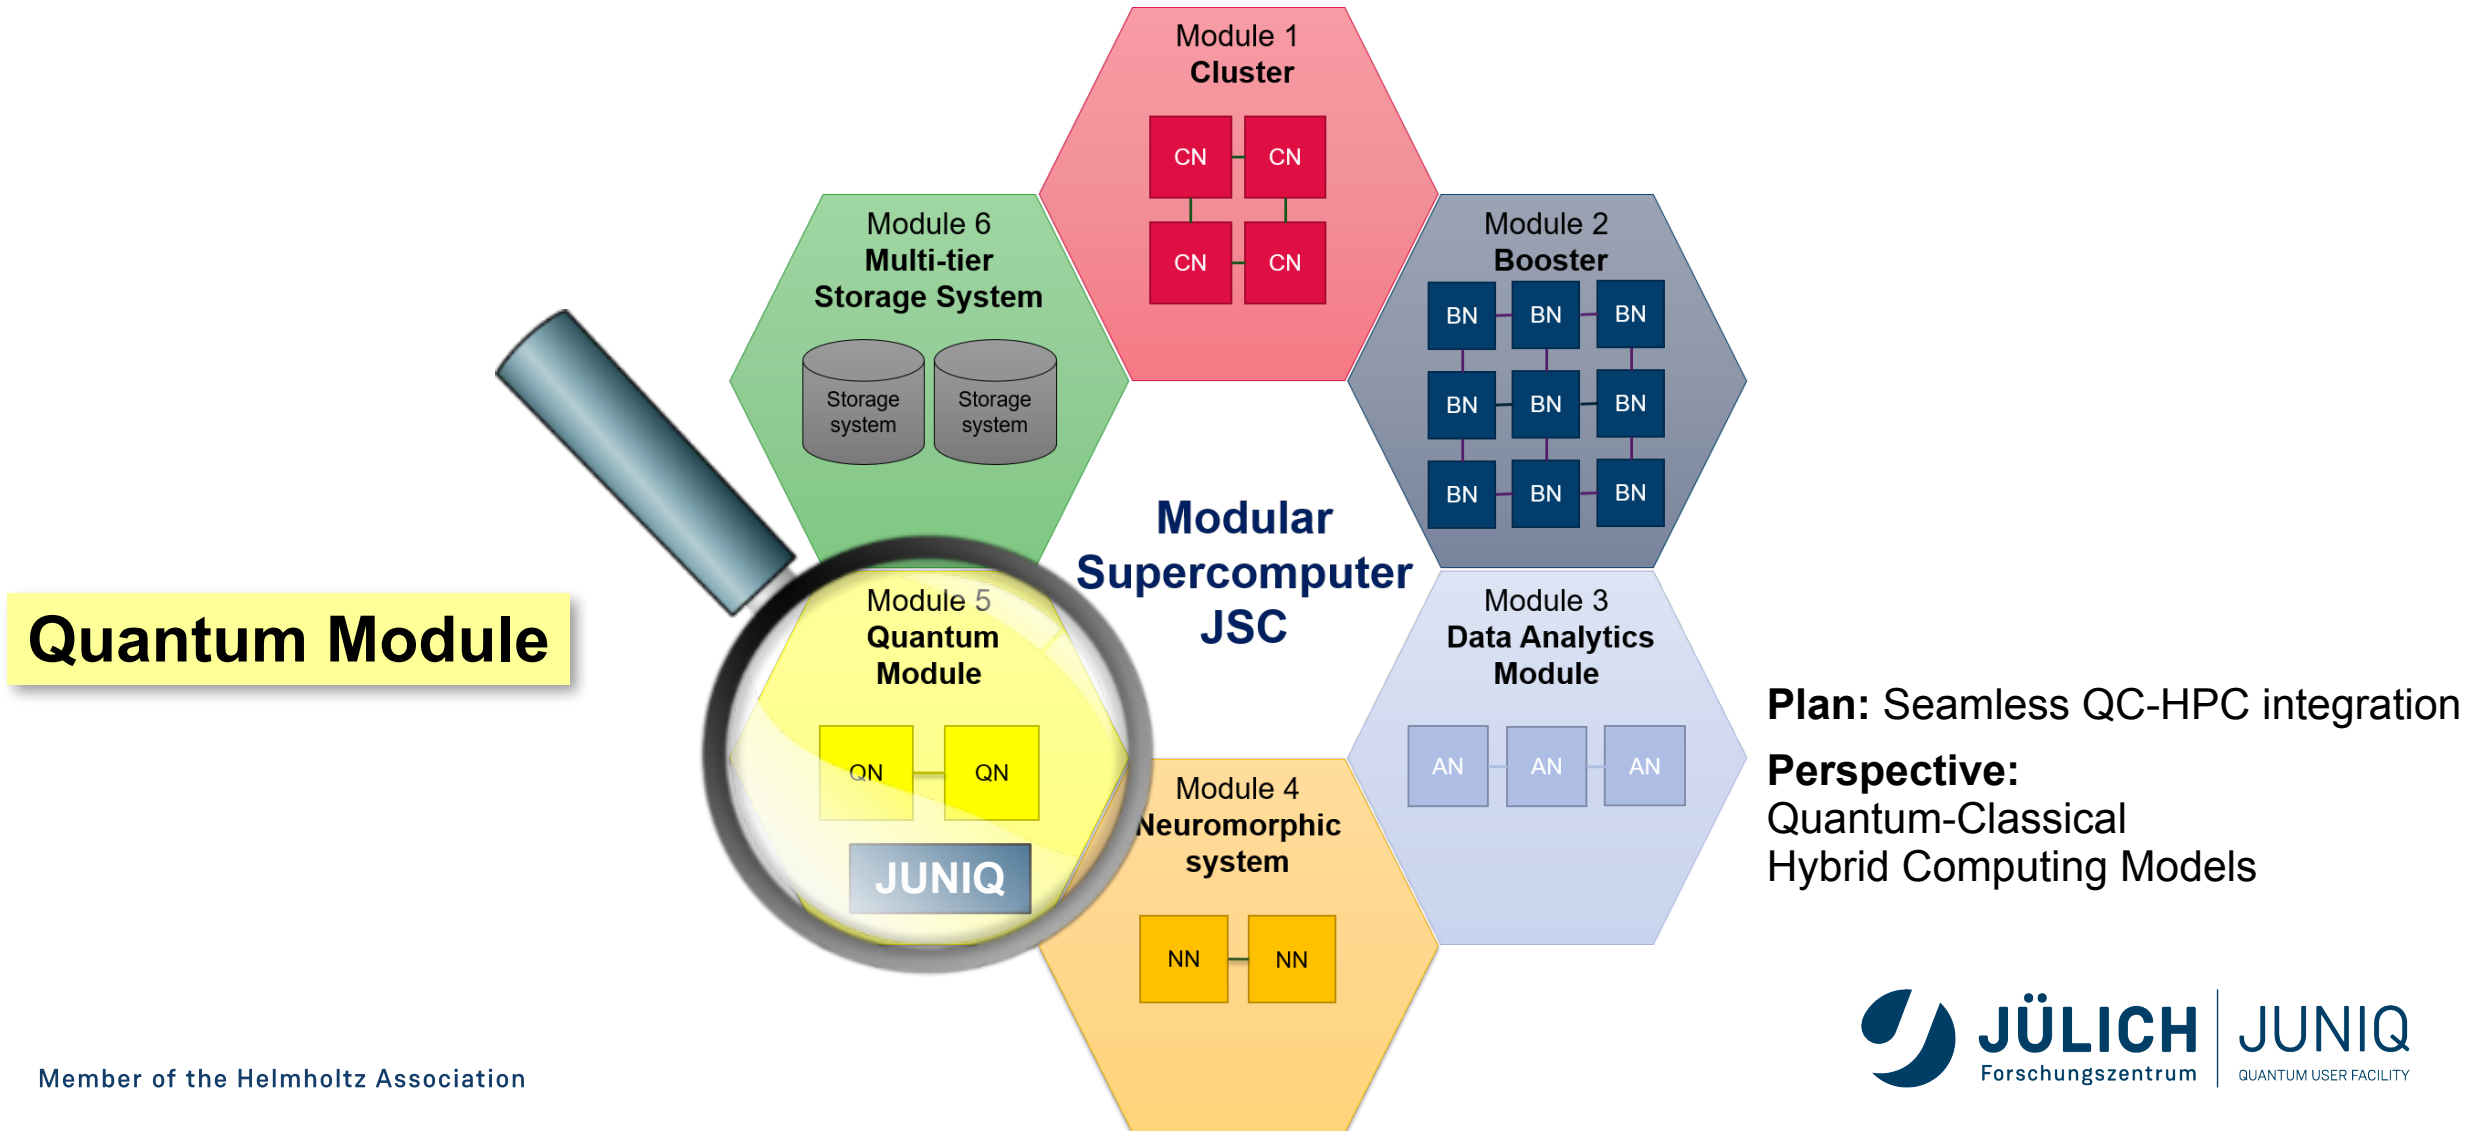 Module 1
Cluster
CN CN
CN CN
Module 6
Multi-tier
Storage System
Storage
system
Storage
system
Module 2
Booster
BN BN BN
BN BN BN
BN BN BN
Modular
Supercomputer
JSC
Quantum Module
Module 5
Quantum
Module
QN QN
JUNIQ
Module 3
Data Analytics
Module
AN AN AN
Module 4
Neuromorphic
system
NN NN
Plan: Seamless QC-HPC integration
Perspective:
Quantum-Classical
Hybrid Computing Models
Member of the Helmholtz Association
JÜLICH
Forschungszentrum
JUNIQ
QUANTUM USER FACILITY